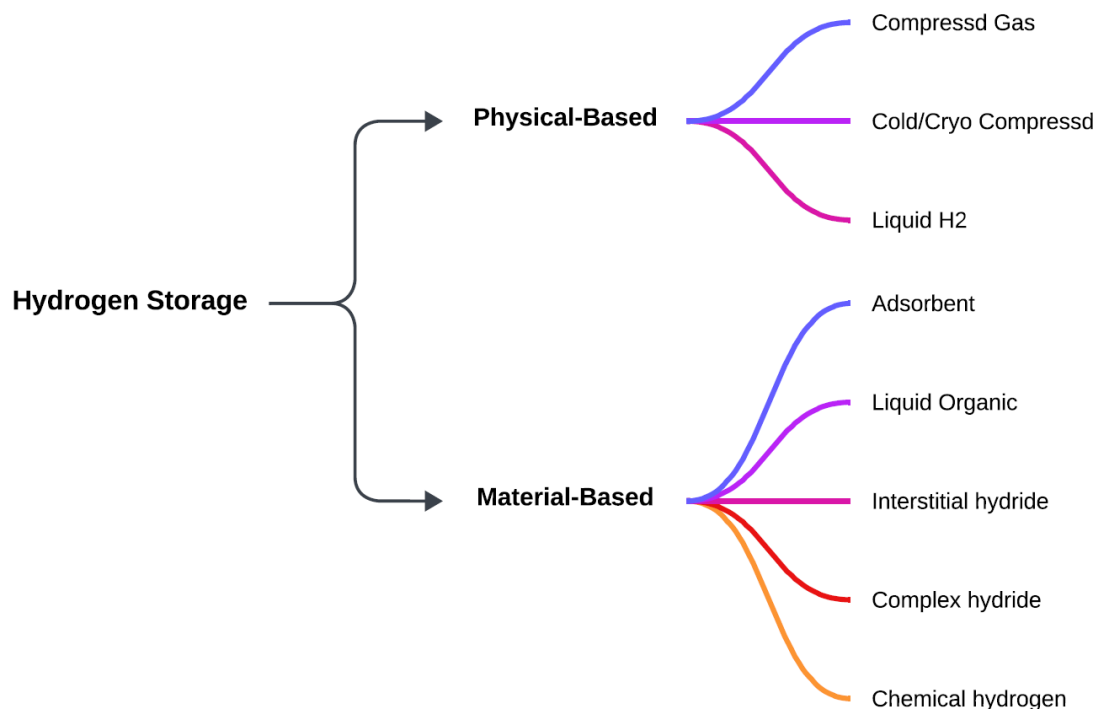 Compressd Gas
Physical-Based
Cold/Cryo Compressd
Liquid H2
Hydrogen Storage
Adsorbent
Liquid Organic
Material-Based
Interstitial hydride
Complex hydride
Chemical hydrogen